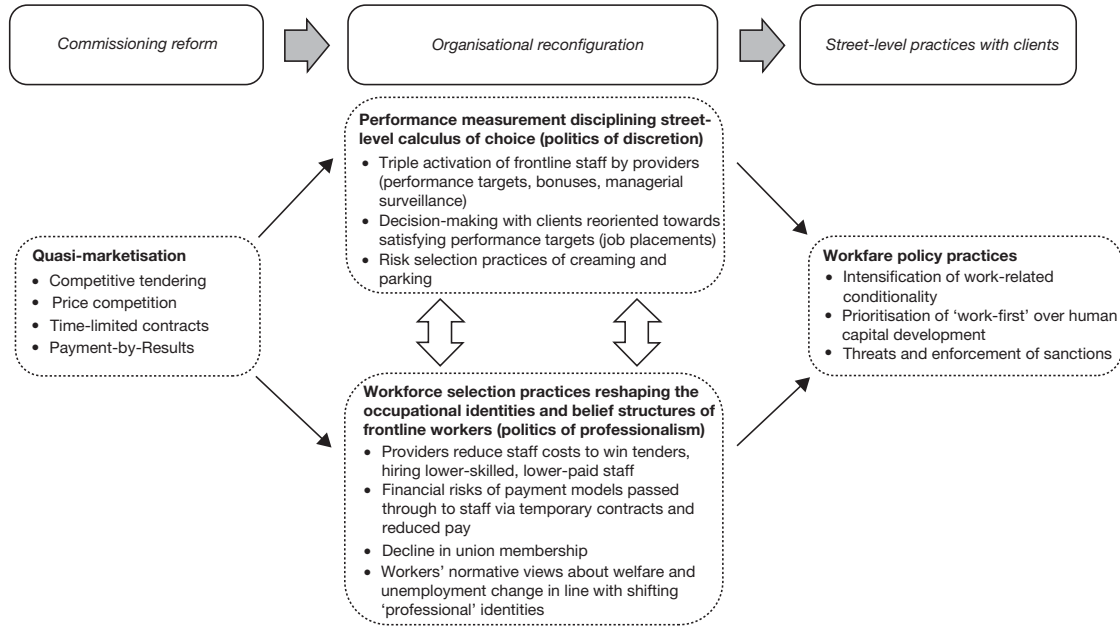 Commissioning reform
Organisational reconfiguration
Street-level practices with clients
Performance measurement disciplining street-
level calculus of choice (politics of discretion)
• Triple activation of frontline staff by providers
(performance targets, bonuses, managerial
surveillance)
• Decision-making with clients reoriented towards
satisfying performance targets (job placements)
• Risk selection practices of creaming and
parking
Quasi-marketisation
• Competitive tendering
• Price competition
• Time-limited contracts
• Payment-by-Results
Workfare policy practices
• Intensification of work-related
conditionality
• Prioritisation of ‘work-first’ over human
capital development
• Threats and enforcement of sanctions
Workforce selection practices reshaping the
occupational identities and belief structures of
frontline workers (politics of professionalism)
• Providers reduce staff costs to win tenders,
hiring lower-skilled, lower-paid staff
• Financial risks of payment models passed
through to staff via temporary contracts and
reduced pay
• Decline in union membership
• Workers’ normative views about welfare and
unemployment change in line with shifting
‘professional’ identities